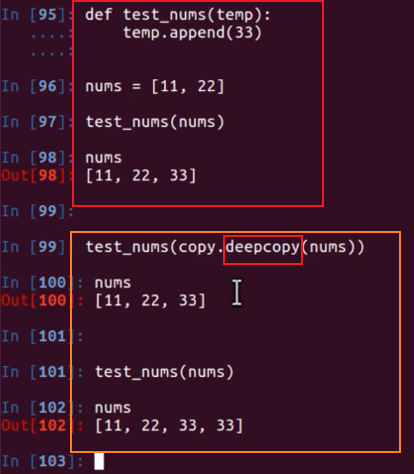 In [95]: def test_nums(temp):
....:     temp.append(33)
....:
In [96]: nums = [11, 22]
In [97]: test_nums(nums)
In [98]: nums
Out[98]: [11, 22, 33]
In [99]:
In [99]: test_nums(copy.deepcopy(nums))
In [100]: nums
Out[100]: [11, 22, 33]
In [101]:
In [101]: test_nums(nums)
In [102]: nums
Out[102]: [11, 22, 33, 33]
In [103]: